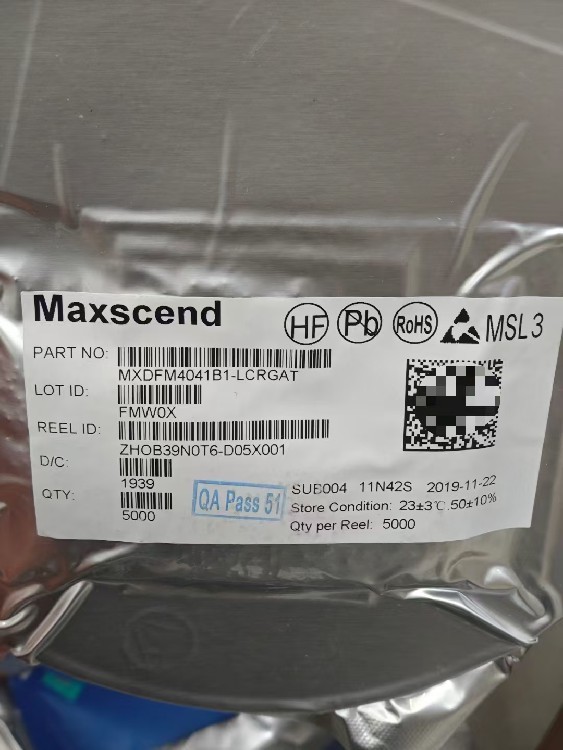 Maxscend
HF Pb RoHS MSL 3
PART NO:
MXDFM4041B1-LCRGAT
LOT ID:
FMW0X
REEL ID:
ZHOB39N0T6-D05X001
D/C:
1939
QTY:
5000
QA Pass 51
SUB004 11N42S 2019-11-22
Store Condition: 23±3℃ 50±10%
Qty per Reel: 5000